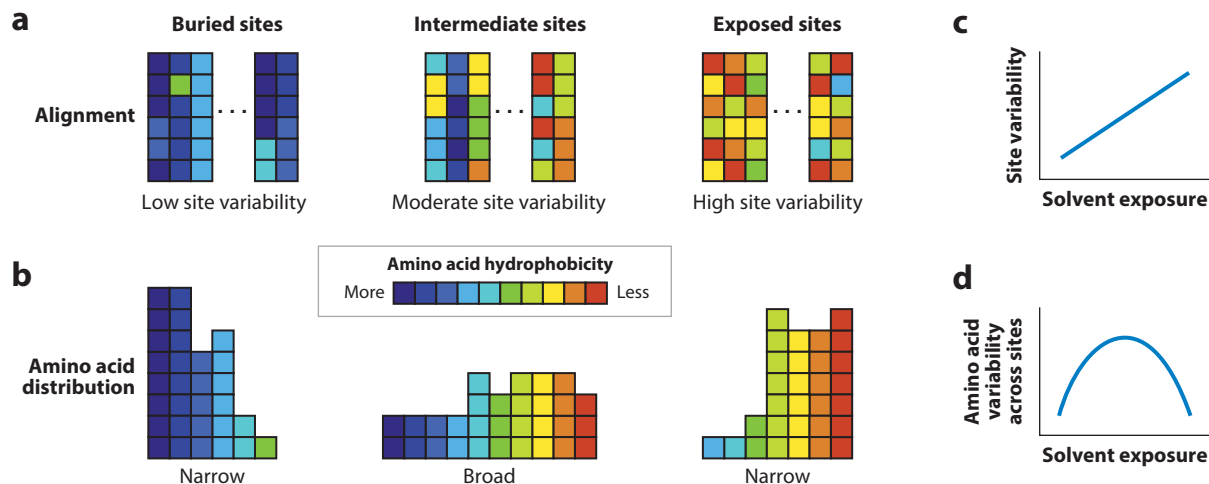 a
Buried sites
Intermediate sites
Exposed sites
Alignment
. . .
. . .
. . .
Low site variability
Moderate site variability
High site variability
b
Amino acid hydrophobicity
More
Less
Amino acid
distribution
Narrow
Broad
Narrow
c
Site variability
Solvent exposure
d
Amino acid
variability
across sites
Solvent exposure